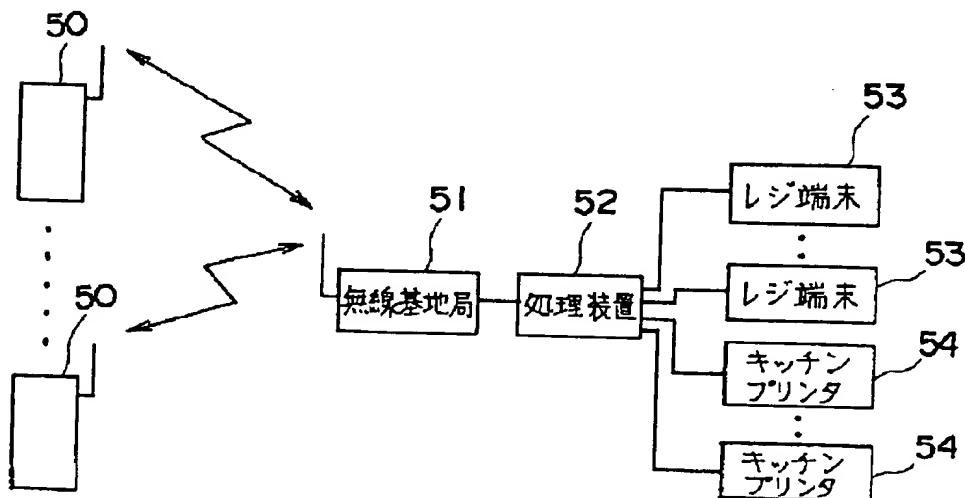 50
50
51
無線基地局
52
処理装置
53
レジ端末
53
レジ端末
54
キッチン
プリンタ
54
キッチン
プリンタ